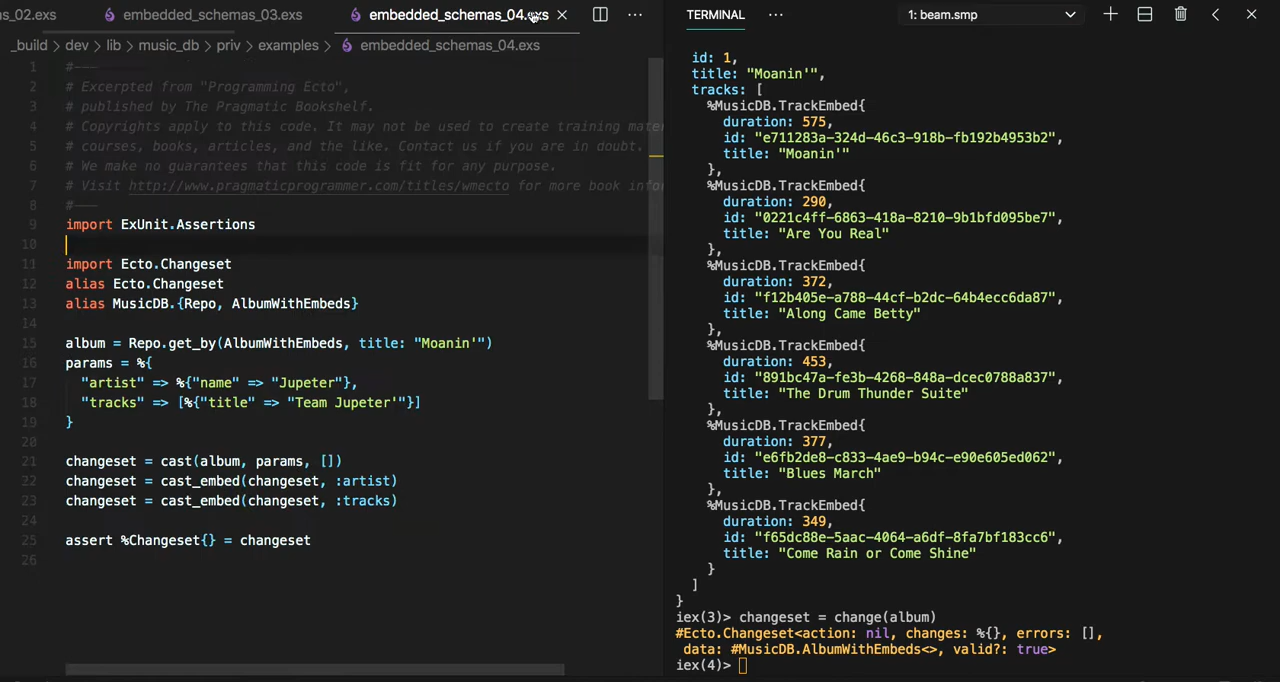 s_02.exs embedded_schemas_03.exs embedded_schemas_04.exs
_build > dev > lib > music_db > priv > examples > embedded_schemas_04.exs
1 #---
2 # Excerpted from "Programming Ecto",
3 # published by The Pragmatic Bookshelf.
4 # Copyrights apply to this code. It may not be used to create training mate
5 # courses, books, articles, and the like. Contact us if you are in doubt.
6 # We make no guarantees that this code is fit for any purpose.
7 # Visit http://www.pragmaticprogrammer.com/titles/wmecto for more book info
8 #---
9 import ExUnit.Assertions
10
11 import Ecto.Changeset
12 alias Ecto.Changeset
13 alias MusicDB.{Repo, AlbumWithEmbeds}
14
15 album = Repo.get_by(AlbumWithEmbeds, title: "Moanin'")
16 params = %{
17 "artist" => %{"name" => "Jupeter"},
18 "tracks" => [%{"title" => "Team Jupeter'"}]
19 }
20
21 changeset = cast(album, params, [])
22 changeset = cast_embed(changeset, :artist)
23 changeset = cast_embed(changeset, :tracks)
24
25 assert %Changeset{} = changeset
26
TERMINAL ··· 1: beam.smp
id: 1,
title: "Moanin'",
tracks: [
%MusicDB.TrackEmbed{
duration: 575,
id: "e711283a-324d-46c3-918b-fb192b4953b2",
title: "Moanin'"
},
%MusicDB.TrackEmbed{
duration: 290,
id: "0221c4ff-6863-418a-8210-9b1bfd095be7",
title: "Are You Real"
},
%MusicDB.TrackEmbed{
duration: 372,
id: "f12b405e-a788-44cf-b2dc-64b4ecc6da87",
title: "Along Came Betty"
},
%MusicDB.TrackEmbed{
duration: 453,
id: "891bc47a-fe3b-4268-848a-dcec0788a837",
title: "The Drum Thunder Suite"
},
%MusicDB.TrackEmbed{
duration: 377,
id: "e6fb2de8-c833-4ae9-b94c-e90e605ed062",
title: "Blues March"
},
%MusicDB.TrackEmbed{
duration: 349,
id: "f65dc88e-5aac-4064-a6df-8fa7bf183cc6",
title: "Come Rain or Come Shine"
}
]
}
iex(3)> changeset = change(album)
#Ecto.Changeset<action: nil, changes: %{}, errors: [],
data: #MusicDB.AlbumWithEmbeds<>, valid?: true>
iex(4)>